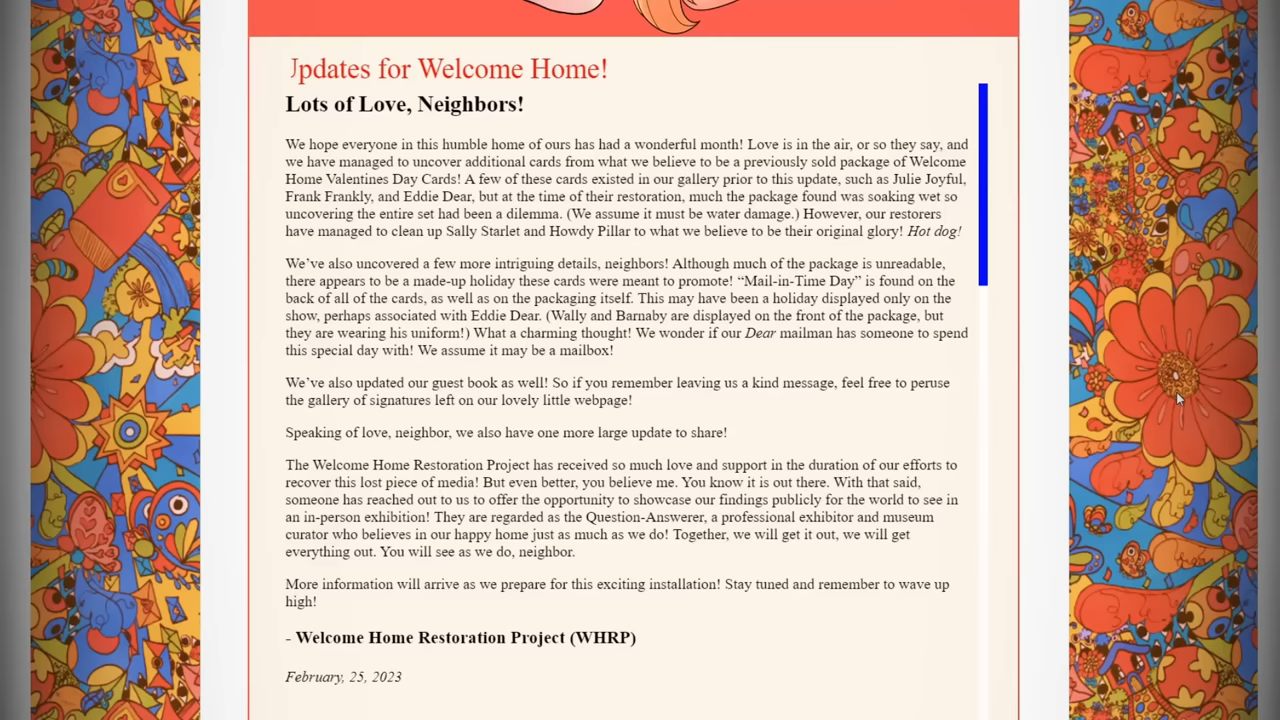 Updates for Welcome Home!
Lots of Love, Neighbors!
We hope everyone in this humble home of ours has had a wonderful month! Love is in the air, or so they say, and
we have managed to uncover additional cards from what we believe to be a previously sold package of Welcome
Home Valentines Day Cards! A few of these cards existed in our gallery prior to this update, such as Julie Joyful,
Frank Frankly, and Eddie Dear, but at the time of their restoration, much the package found was soaking wet so
uncovering the entire set had been a dilemma. (We assume it must be water damage.) However, our restorers
have managed to clean up Sally Starlet and Howdy Pillar to what we believe to be their original glory! Hot dog!
We've also uncovered a few more intriguing details, neighbors! Although much of the package is unreadable,
there appears to be a made-up holiday these cards were meant to promote! “Mail-in-Time Day” is found on the
back of all of the cards, as well as on the packaging itself. This may have been a holiday displayed only on the
show, perhaps associated with Eddie Dear. (Wally and Barnaby are displayed on the front of the package, but
they are wearing his uniform!) What a charming thought! We wonder if our Dear mailman has someone to spend
this special day with! We assume it may be a mailbox!
We've also updated our guest book as well! So if you remember leaving us a kind message, feel free to peruse
the gallery of signatures left on our lovely little webpage!
Speaking of love, neighbor, we also have one more large update to share!
The Welcome Home Restoration Project has received so much love and support in the duration of our efforts to
recover this lost piece of media! But even better, you believe me. You know it is out there. With that said,
someone has reached out to us to offer the opportunity to showcase our findings publicly for the world to see in
an in-person exhibition! They are regarded as the Question-Answerer, a professional exhibitor and museum
curator who believes in our happy home just as much as we do! Together, we will get it out, we will get
everything out. You will see as we do, neighbor.
More information will arrive as we prepare for this exciting installation! Stay tuned and remember to wave up
high!
- Welcome Home Restoration Project (WHRP)
February, 25, 2023